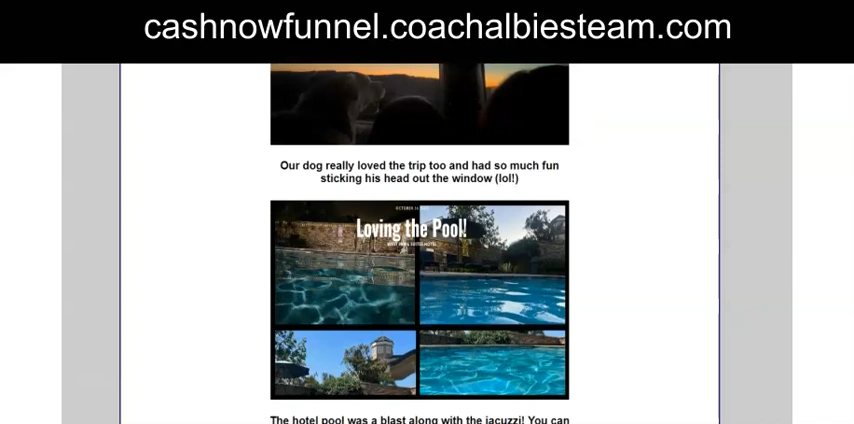 cashnowfunnel.coachalbiesteam.com
Our dog really loved the trip too and had so much fun
sticking his head out the window (lol!)
Loving the Pool!
The hotel pool was a blast along with the jacuzzi! You can